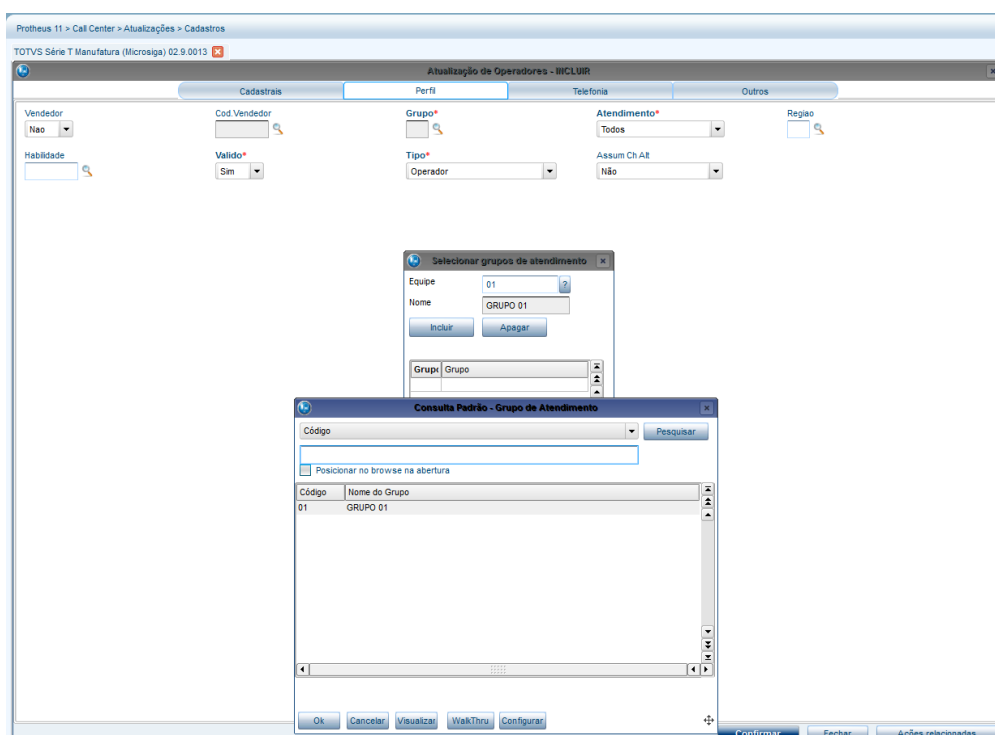 Protheus 11 > Call Center > Atualizações > Cadastros
TOTVS Série T Manufatura (Microsiga) 02.9.0013
Atualização de Operadores - INCLUIR
Cadastrais Perfil Telefonia Outros
Vendedor Cod.Vendedor Grupo* Atendimento* Regiao
Nao Todos
Habilidade Valido* Tipo* Assum Ch Alt
Sim Operador Não
Selecionar grupos de atendimento
Equipe 01 ?
Nome GRUPO 01
Incluir Apagar
Grupo Grupo
Consulta Padrão - Grupo de Atendimento
Código Pesquisar
Posicionar no browse na abertura
Código Nome do Grupo
01 GRUPO 01
Ok Cancelar Visualizar WalkThru Configurar
Confirmar Fechar Ações relacionadas